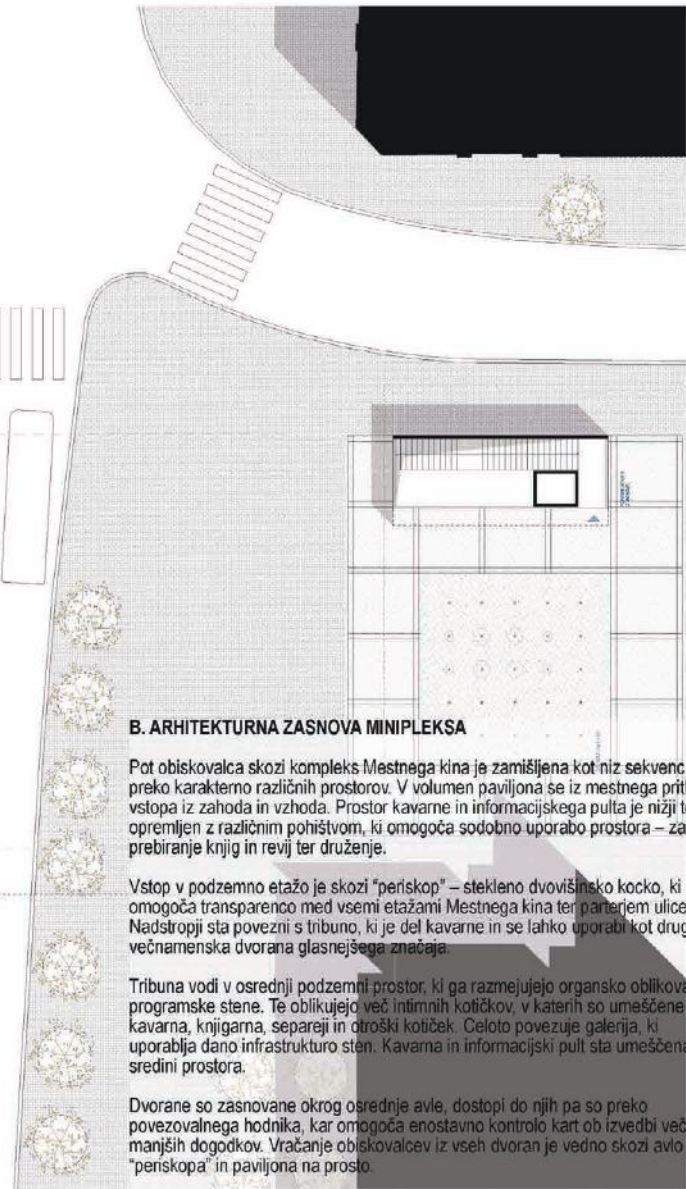 B. ARHITEKTURNA ZASNOVA MINIPLEKSA
Pot obiskovalca skozi kompleks Mestnega kina je zamišljena kot niz sekvenc
preko karakterno različnih prostorov. V volumen paviljona se iz mestnega
vstopa iz zahoda in vzhoda. Prostor kavarne in informacijskega pulta je nižji
opremljen z različnim pohištvom, ki omogoča sodobno uporabo prostora – za
prebiranje knjig in revij ter druženje.
Vstop v podzemno etažo je skozi "periskop" – stekleno dvovišinsko kocko, ki
omogoča transparenco med vsemi etažami Mestnega kina ter parterjem ulice
Nadstropji sta povezni s tribuno, ki je del kavarne in se lahko uporabi kot drug
večnamenska dvorana glasnejšega značaja.
Tribuna vodi v osrednji podzemni prostor, ki ga razmejujejo organsko oblikova
programske stene. Te oblikujejo več intimnih kotičkov, v katerih so umeščene
kavarna, knjigarna, separeji in otroški kotiček. Celoto povezuje galerija, ki
uporablja dano infrastrukturo sten. Kavarna in informacijski pult sta umeščena
sredini prostora.
Dvorane so zasnovane okrog osrednje avle, dostopi do njih pa so preko
povezovalnega hodnika, kar omogoča enostavno kontrolo kart ob izvedbi več
manjših dogodkov. Vračanje obiskovalcev iz vseh dvoran je vedno skozi avlo
"periskopa" in paviljona na prosto.